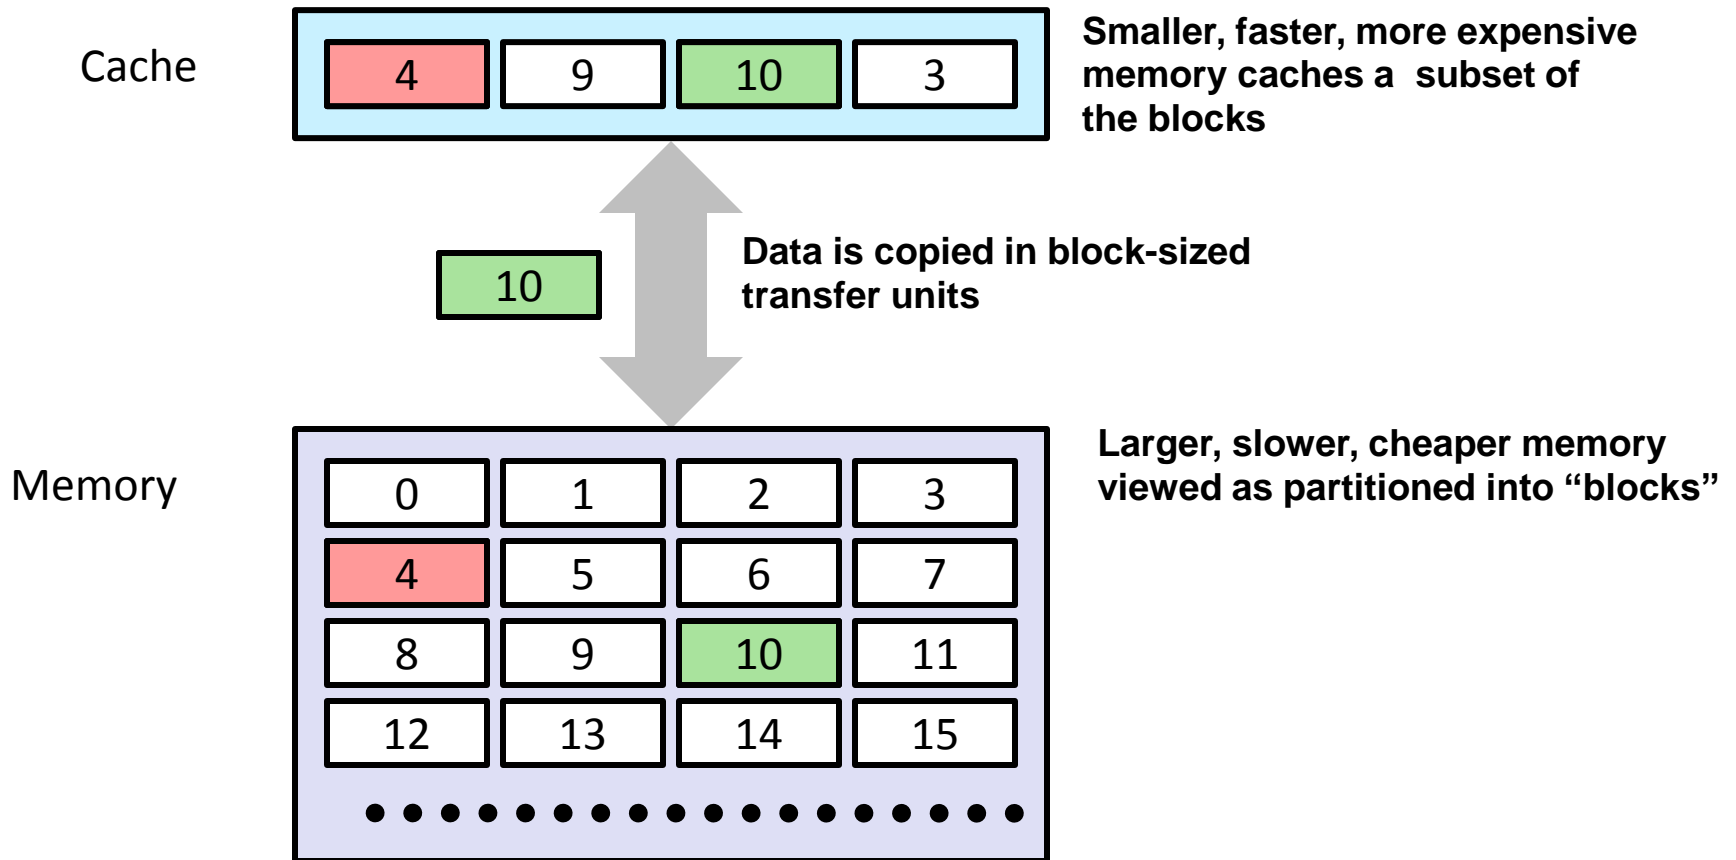 Cache
4 9 10 3
Smaller, faster, more expensive
memory caches a  subset of
the blocks
10
Data is copied in block-sized
transfer units
Memory
Larger, slower, cheaper memory
viewed as partitioned into “blocks”
0 1 2 3
4 5 6 7
8 9 10 11
12 13 14 15